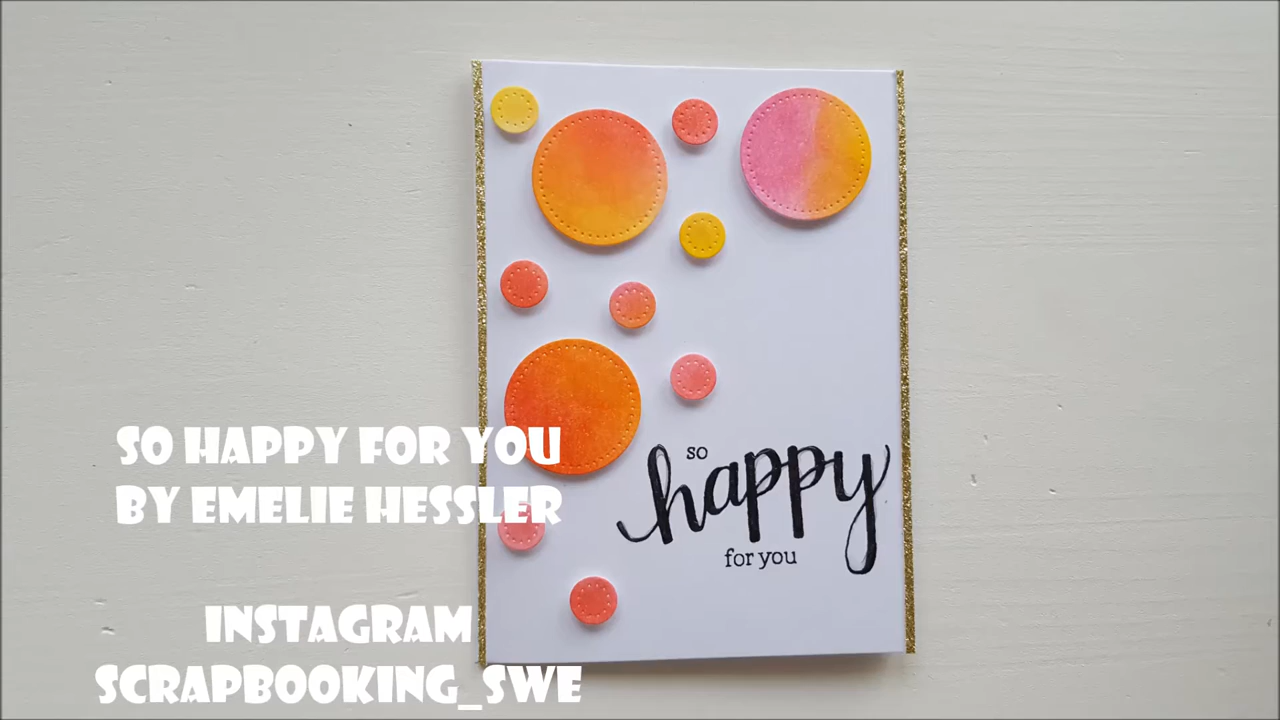 SO HAPPY FOR YOU
BY EMELIE HESSLER
INSTAGRAM
SCRAPBOOKING_SWE
so
happy
for you